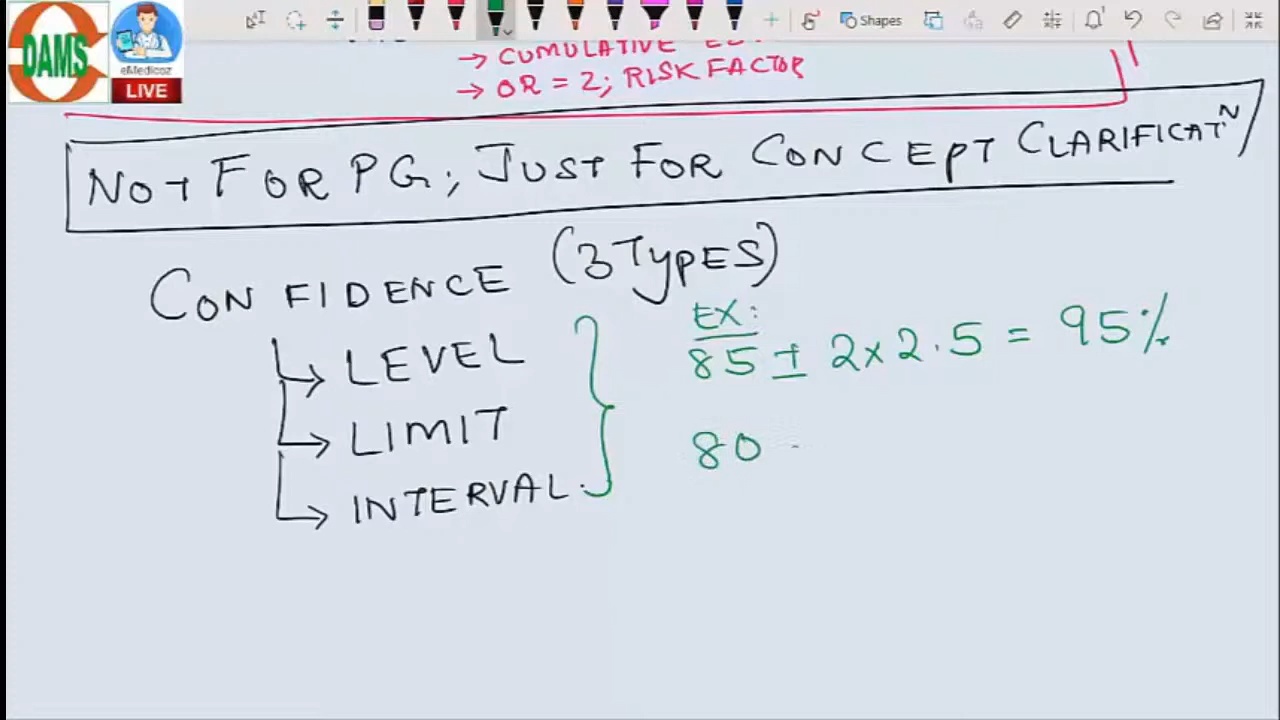 DAMS
eMedicoz
LIVE
Shapes
→ CUMULATIVE
→ OR = 2; RISK FACTOR
NOT FOR PG; JUST FOR CONCEPT CLARIFICATᴺ
CONFIDENCE (3 TYPES)
→ LEVEL
→ LIMIT
→ INTERVAL.
EX:
85 ± 2 x 2.5 = 95%
80